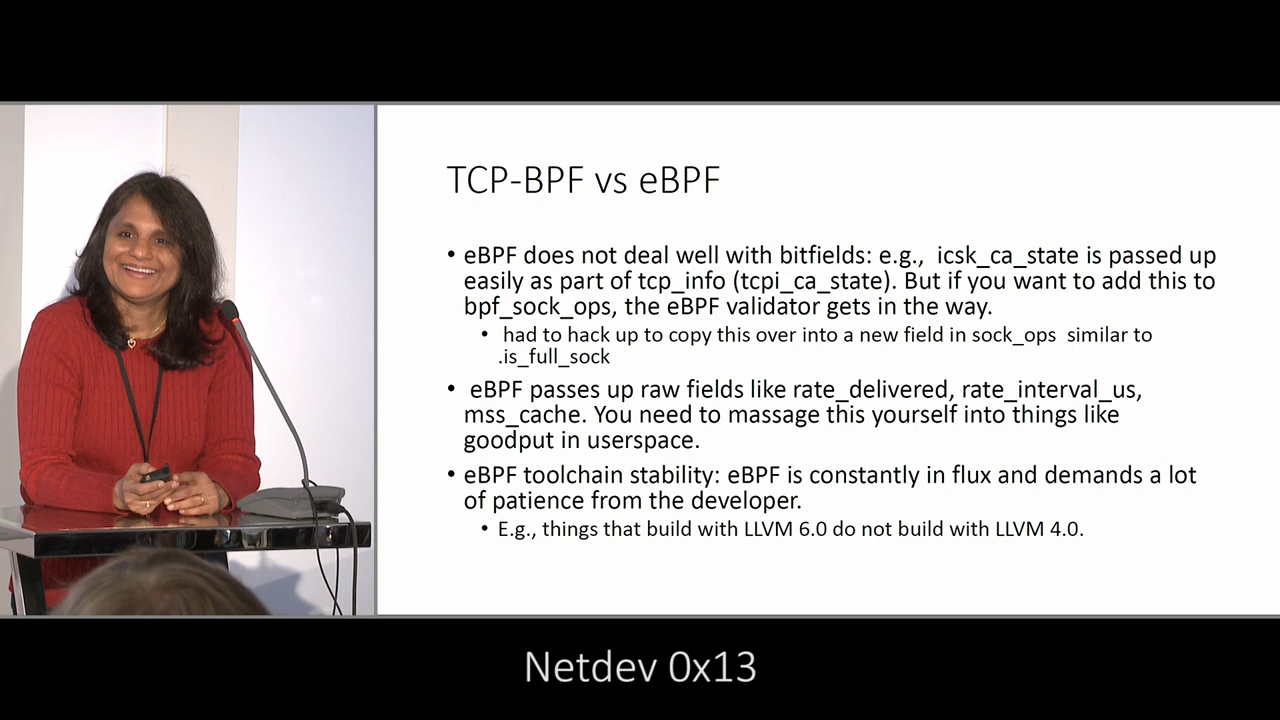 TCP-BPF vs eBPF
• eBPF does not deal well with bitfields: e.g.,  icsk_ca_state is passed up
easily as part of tcp_info (tcpi_ca_state). But if you want to add this to
bpf_sock_ops, the eBPF validator gets in the way.
• had to hack up to copy this over into a new field in sock_ops  similar to
.is_full_sock
• eBPF passes up raw fields like rate_delivered, rate_interval_us,
mss_cache. You need to massage this yourself into things like
goodput in userspace.
• eBPF toolchain stability: eBPF is constantly in flux and demands a lot
of patience from the developer.
• E.g., things that build with LLVM 6.0 do not build with LLVM 4.0.
Netdev 0x13